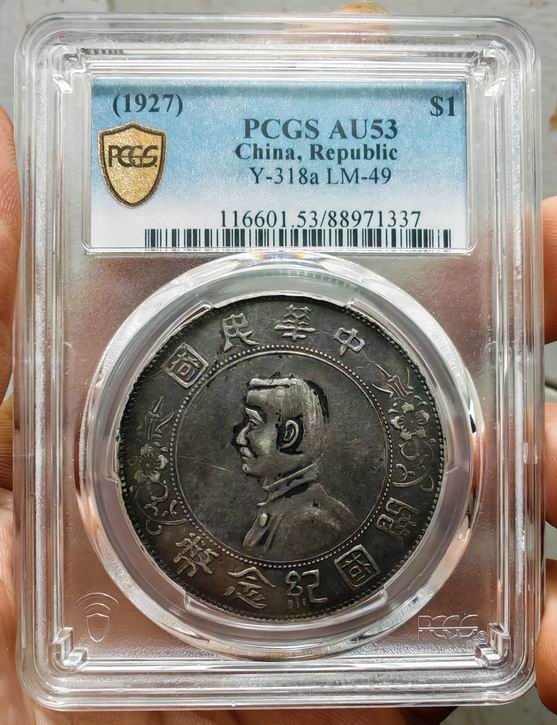 (1927) $1
PCGS AU53
China, Republic
Y-318a LM-49
116601.53/88971337
PCGS
中華民國
開國紀念幣
PCGS